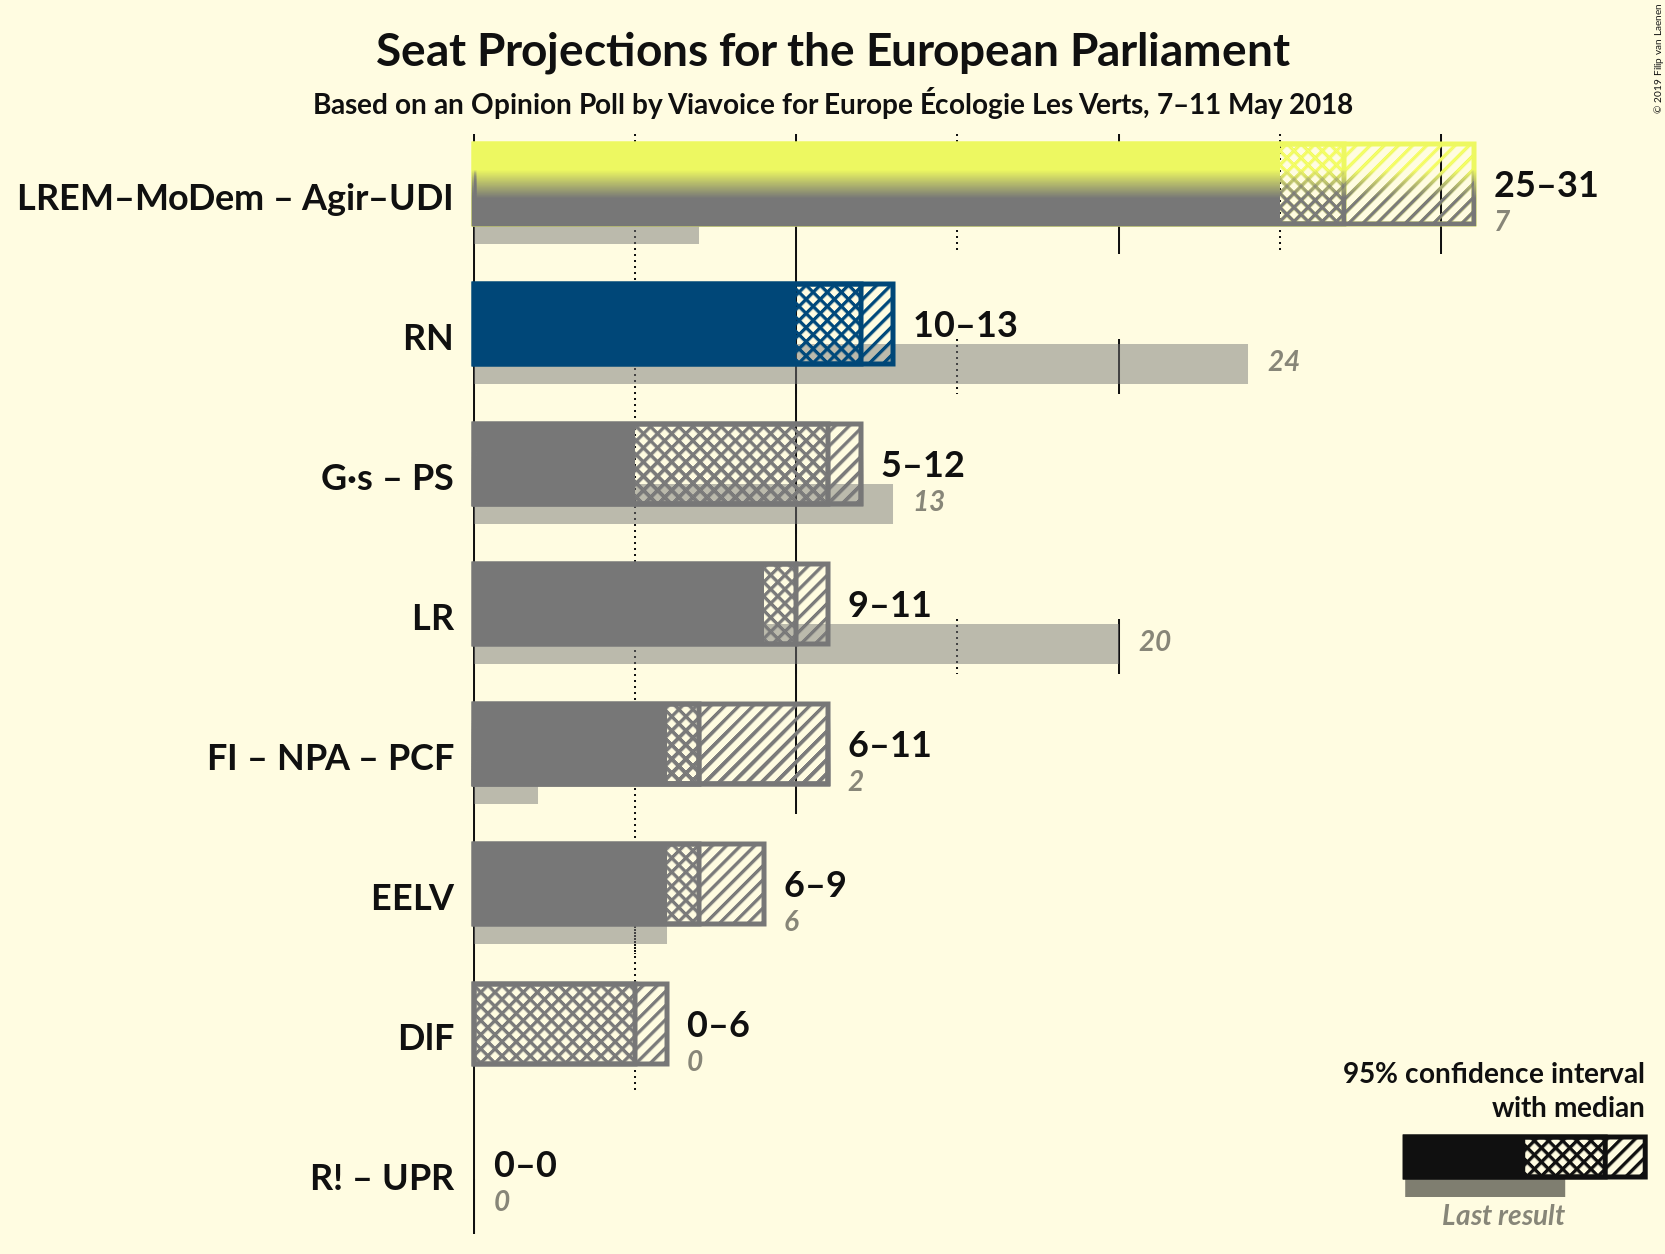 Seat Projections for the European Parliament
Based on an Opinion Poll by Viavoice for Europe Écologie Les Verts, 7–11 May 2018
© 2019 Filip van Laenen
LREM–MoDem – Agir–UDI
25–31
7
RN
10–13
24
G·s – PS
5–12
13
LR
9–11
20
FI – NPA – PCF
6–11
2
EELV
6–9
6
DlF
0–6
0
R! – UPR
0–0
0
95% confidence interval
with median
Last result